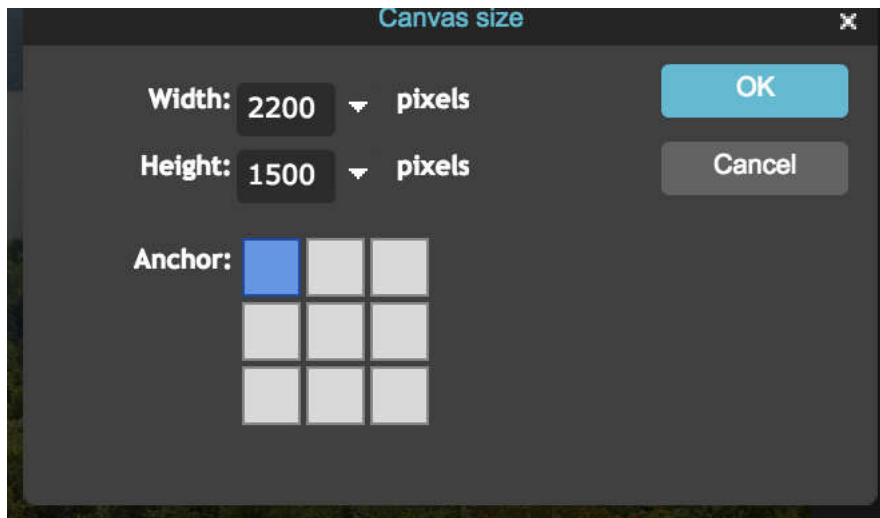 Canvas size
Width: 2200 pixels
OK
Height: 1500 pixels
Cancel
Anchor: